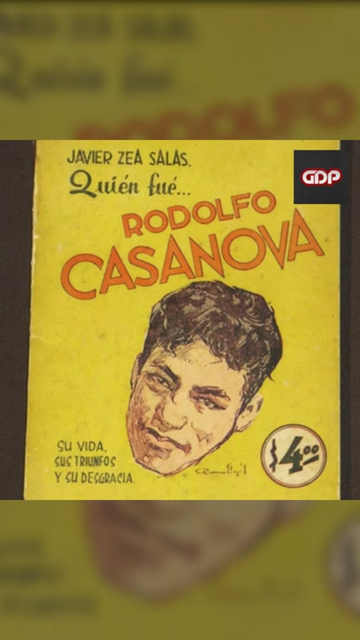 JAVIER ZEA SALAS.
Quién fué...
RODOLFO
CASANOVA
SU VIDA,
SUS TRIUNFOS
Y SU DESGRACIA.
$4.00
GDP